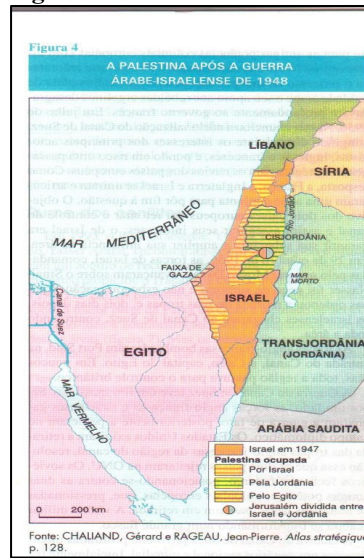 Figura 4
A PALESTINA APÓS A GUERRA
ÁRABE-ISRAELENSE DE 1948
LÍBANO
SÍRIA
Rio Jordão
MAR MEDITERRÂNEO
CISJORDÂNIA
FAIXA DE
GAZA
MAR
MORTO
ISRAEL
Canal de Suez
EGITO
TRANSJORDÂNIA
(JORDÂNIA)
MAR VERMELHO
ARÁBIA SAUDITA
Israel em 1947
Palestina ocupada
Por Israel
Pela Jordânia
Pelo Egito
Jerusalém dividida entre
Israel e Jordânia
0 200 km
Fonte: CHALIAND, Gérard e RAGEAU, Jean-Pierre. Atlas stratégiqu
p. 128.